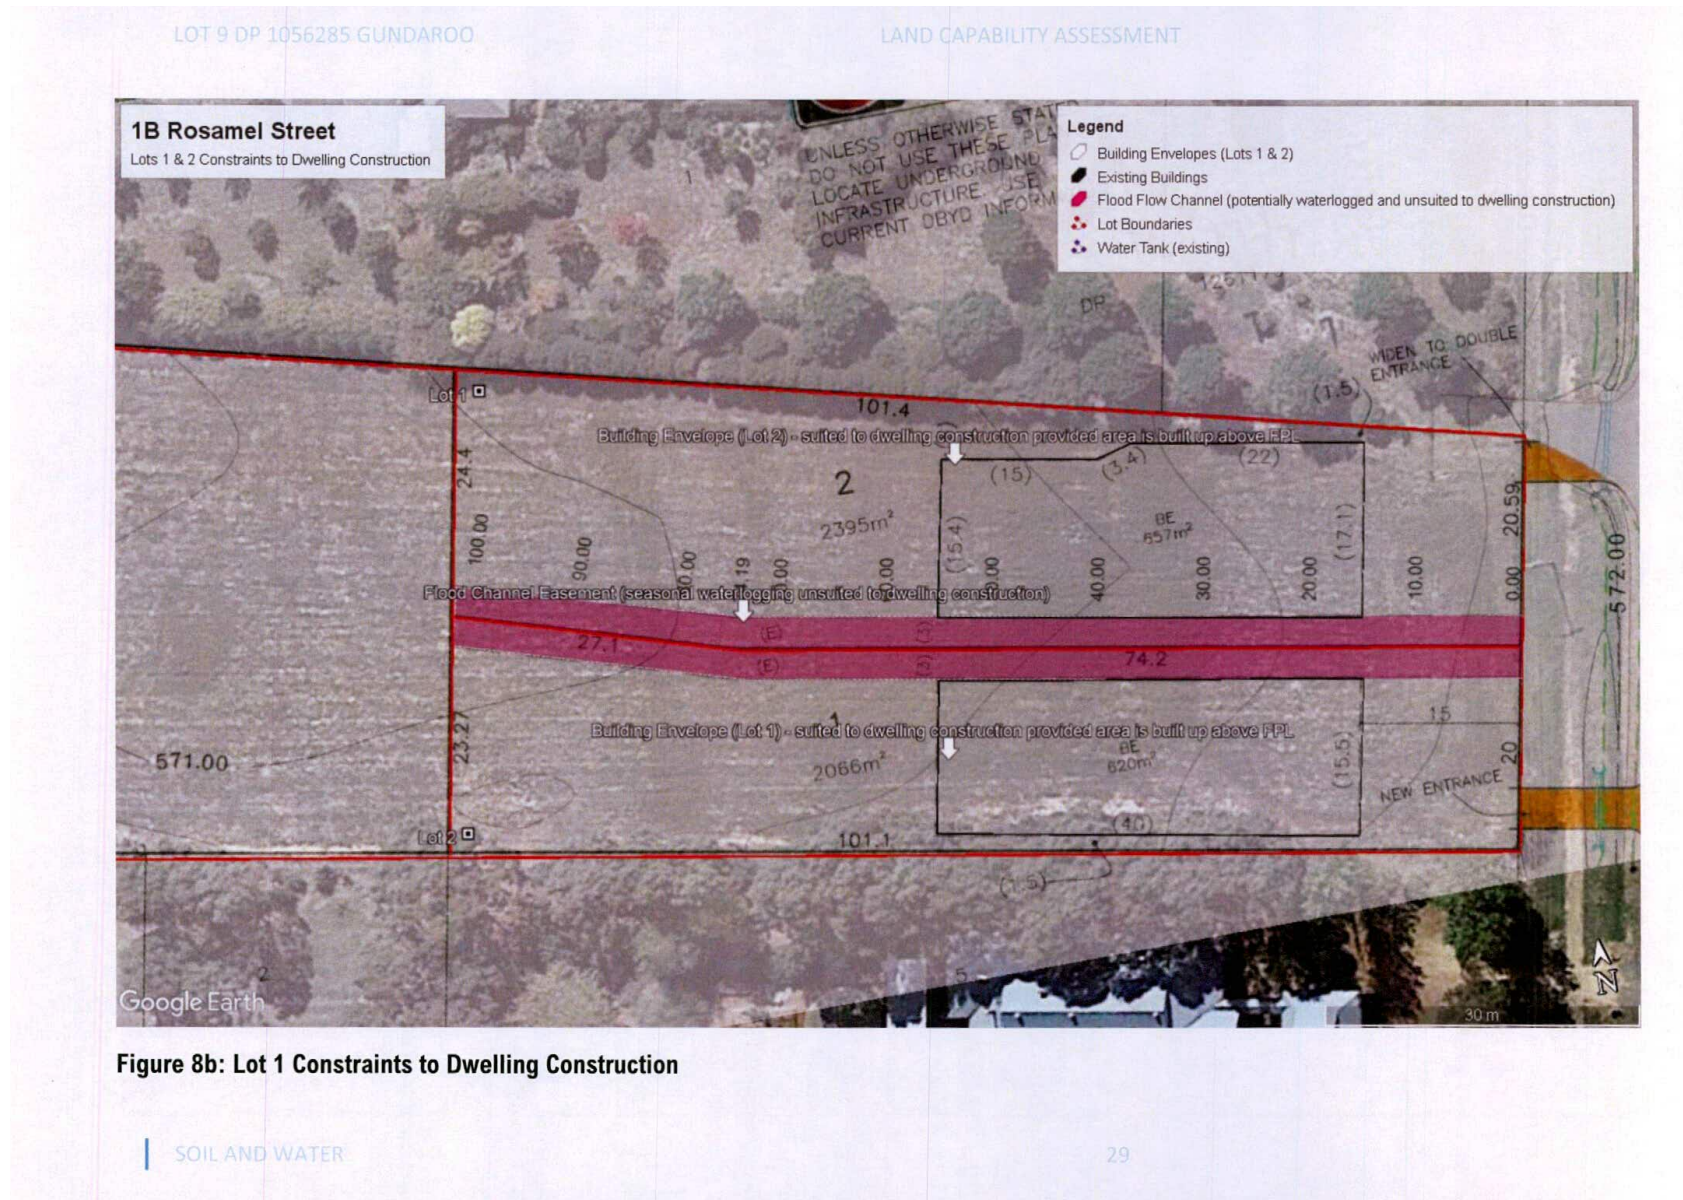 LOT 9 DP 1056285 GUNDAROO
LAND CAPABILITY ASSESSMENT
1B Rosamel Street
Lots 1 & 2 Constraints to Dwelling Construction
UNLESS OTHERWISE STATED
DO NOT USE THESE PLA
LOCATE UNDERGROUND
INFRASTRUCTURE. USE
CURRENT DBYD INFORM
Legend
Building Envelopes (Lots 1 & 2)
Existing Buildings
Flood Flow Channel (potentially waterlogged and unsuited to dwelling construction)
Lot Boundaries
Water Tank (existing)
1
DP
WIDEN TO DOUBLE
ENTRANCE
(1.5)
Lot 1
101.4
Building Envelope (Lot 2) - suited to dwelling construction provided area is built up above FPL
24.4
2
2395m²
(15)
(3.4)
(22)
(15.4)
BE
657m²
(17.1)
20.59
572.00
100.00
90.00
40.00
30.00
20.00
10.00
0.00
Flood Channel Easement (seasonal waterlogging unsuited to dwelling construction)
27.1
(E)
(E)
(3)
(3)
74.2
23.27
1
Building Envelope (Lot 1) - suited to dwelling construction provided area is built up above FPL
571.00
2066m²
BE
620m²
(15.5)
15
20
NEW ENTRANCE
Lot 2
101.1
(40)
(1.5)
2
5
Google Earth
N
30 m
Figure 8b: Lot 1 Constraints to Dwelling Construction
SOIL AND WATER
29